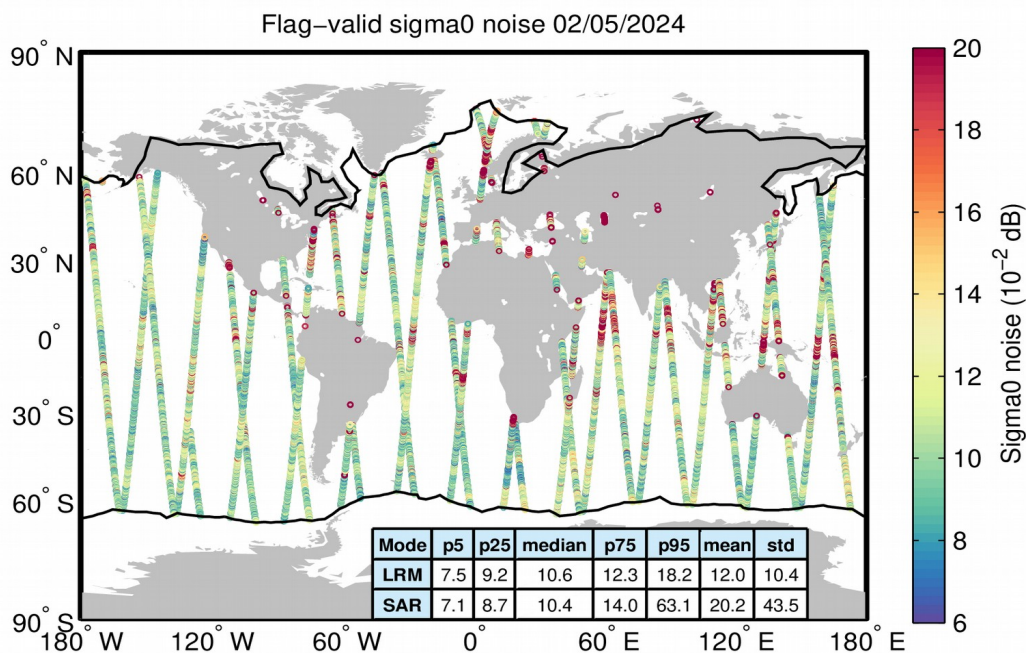 Flag−valid sigma0 noise 02/05/2024
90° N
60° N
30° N
0°
30° S
60° S
90° S
180° W
120° W
60° W
0°
60° E
120° E
180° E
Mode p5 p25 median p75 p95 mean std
LRM 7.5 9.2 10.6 12.3 18.2 12.0 10.4
SAR 7.1 8.7 10.4 14.0 63.1 20.2 43.5
20
18
16
14
12
10
8
6
Sigma0 noise (10⁻² dB)